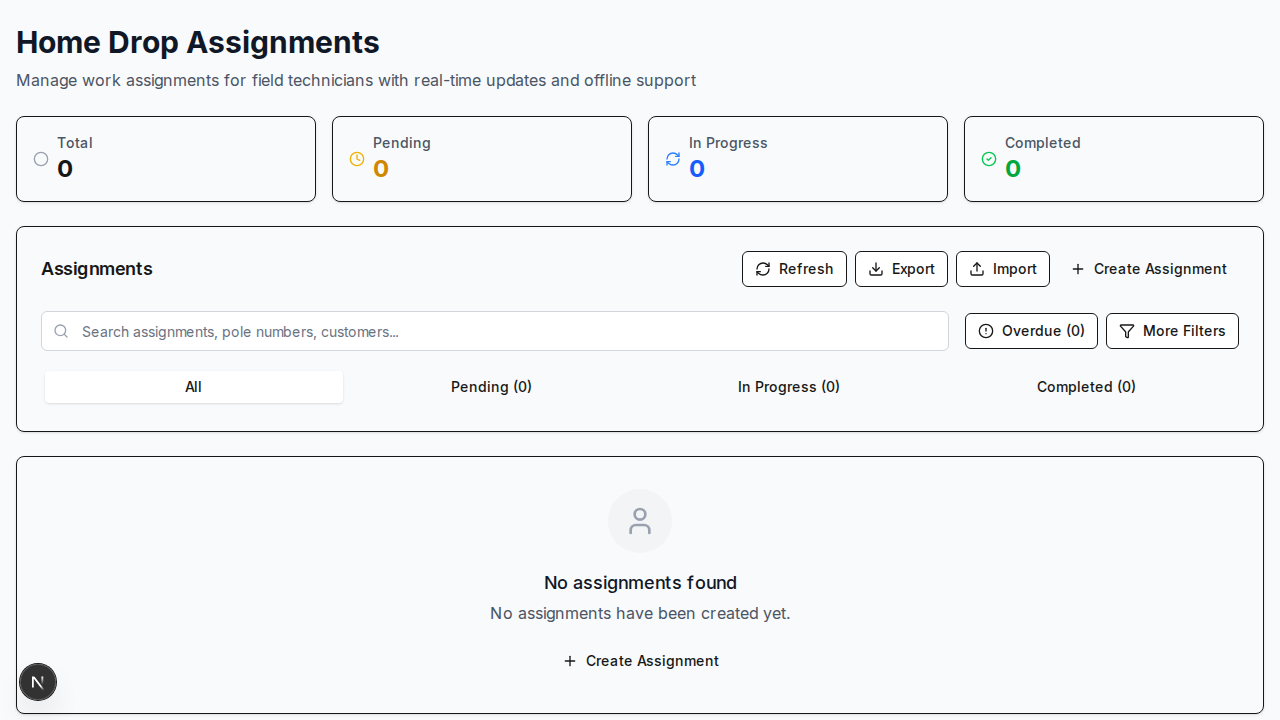 Home Drop Assignments
Manage work assignments for field technicians with real-time updates and offline support
Total
0
Pending
0
In Progress
0
Completed
0
Assignments
Refresh
Export
Import
Create Assignment
Search assignments, pole numbers, customers...
Overdue (0)
More Filters
All
Pending (0)
In Progress (0)
Completed (0)
No assignments found
No assignments have been created yet.
Create Assignment
N